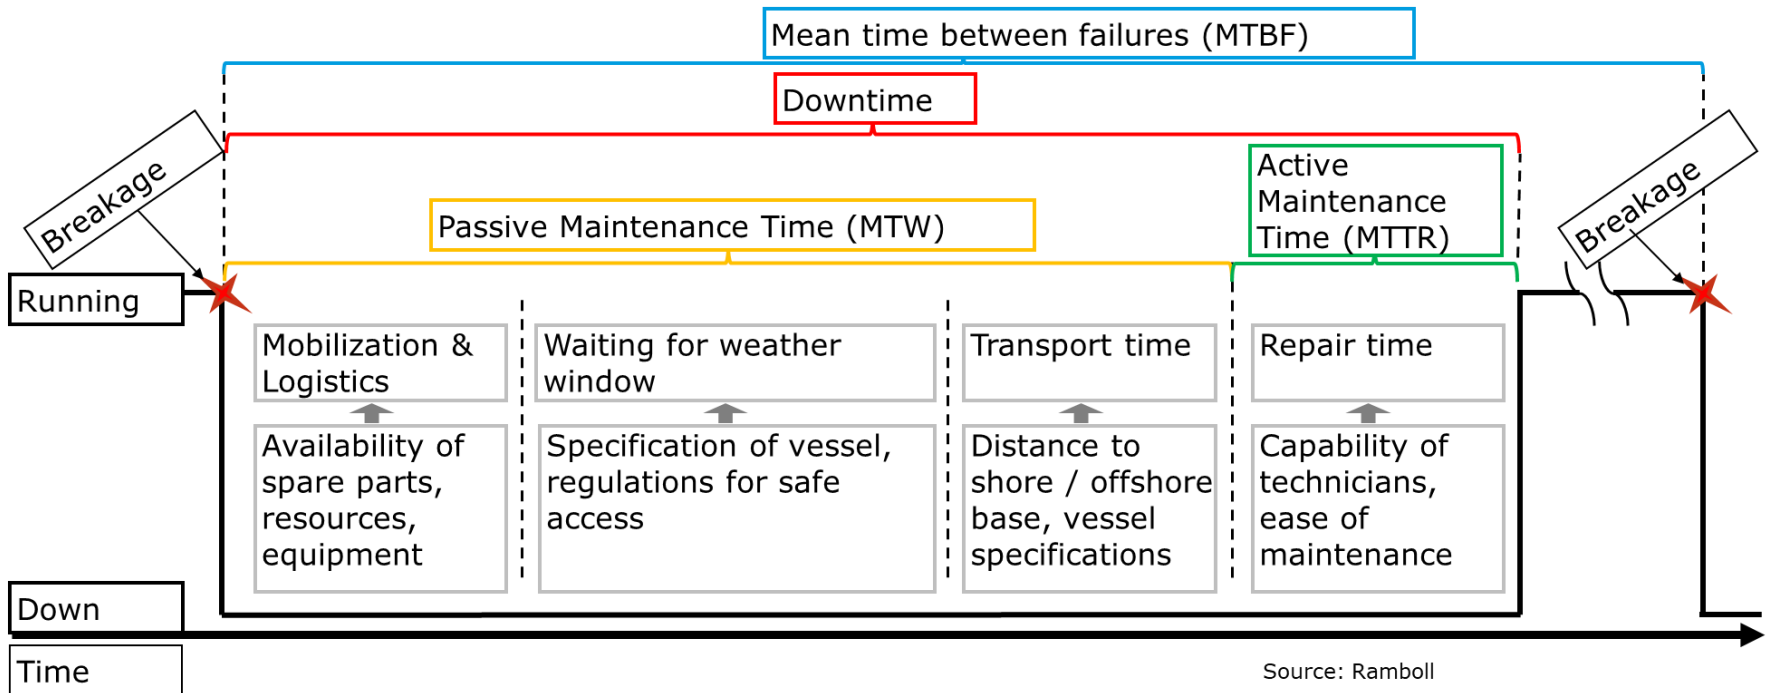 Mean time between failures (MTBF)
Downtime
Breakage
Passive Maintenance Time (MTW)
Active
Maintenance
Time (MTTR)
Breakage
Running
Mobilization &
Logistics
Waiting for weather
window
Transport time
Repair time
Availability of
spare parts,
resources,
equipment
Specification of vessel,
regulations for safe
access
Distance to
shore / offshore
base, vessel
specifications
Capability of
technicians,
ease of
maintenance
Down
Time
Source: Ramboll